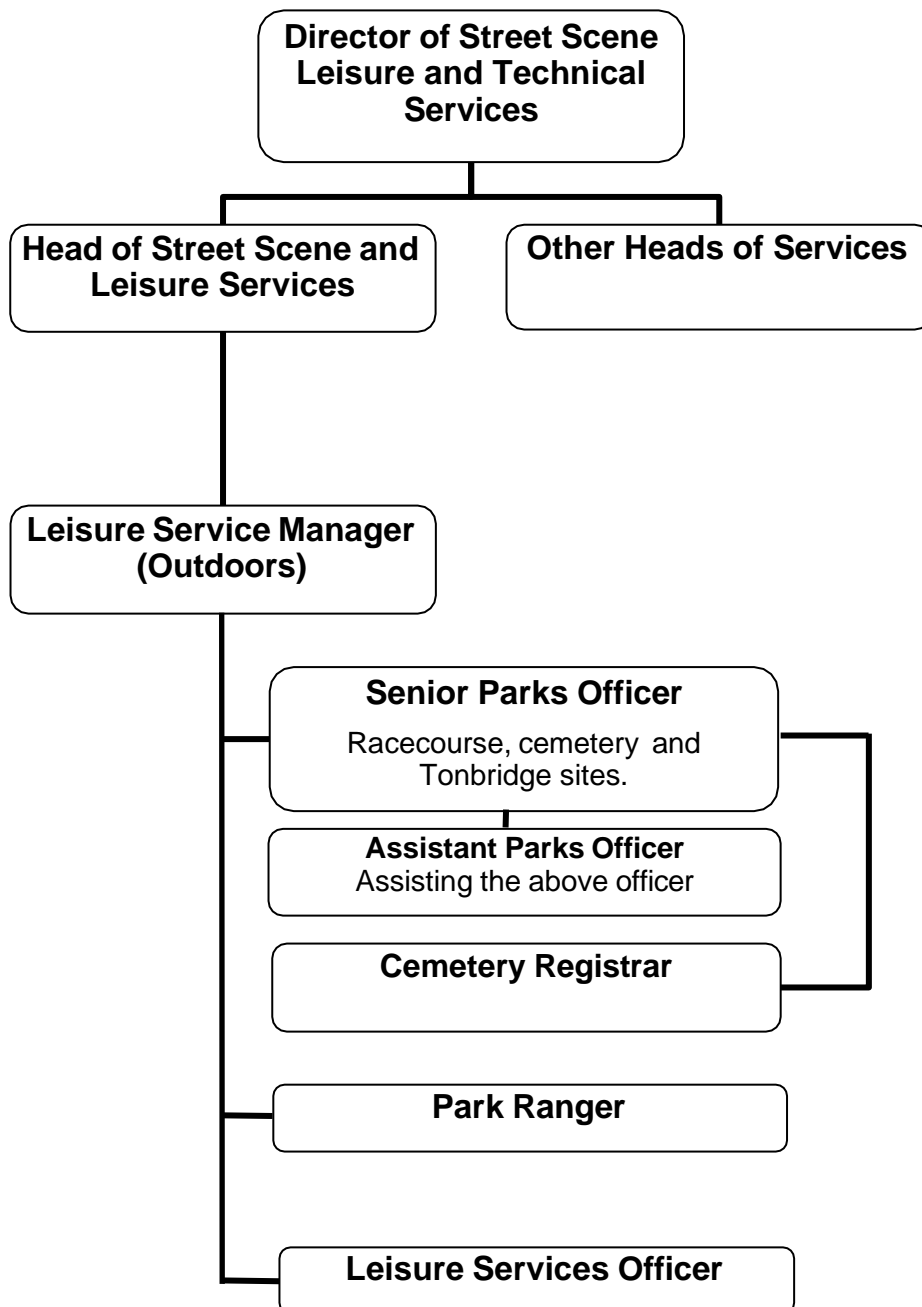 Director of Street Scene
Leisure and Technical
Services
Head of Street Scene and
Leisure Services
Other Heads of Services
Leisure Service Manager
(Outdoors)
Senior Parks Officer
Racecourse, cemetery and
Tonbridge sites.
Assistant Parks Officer
Assisting the above officer
Cemetery Registrar
Park Ranger
Leisure Services Officer